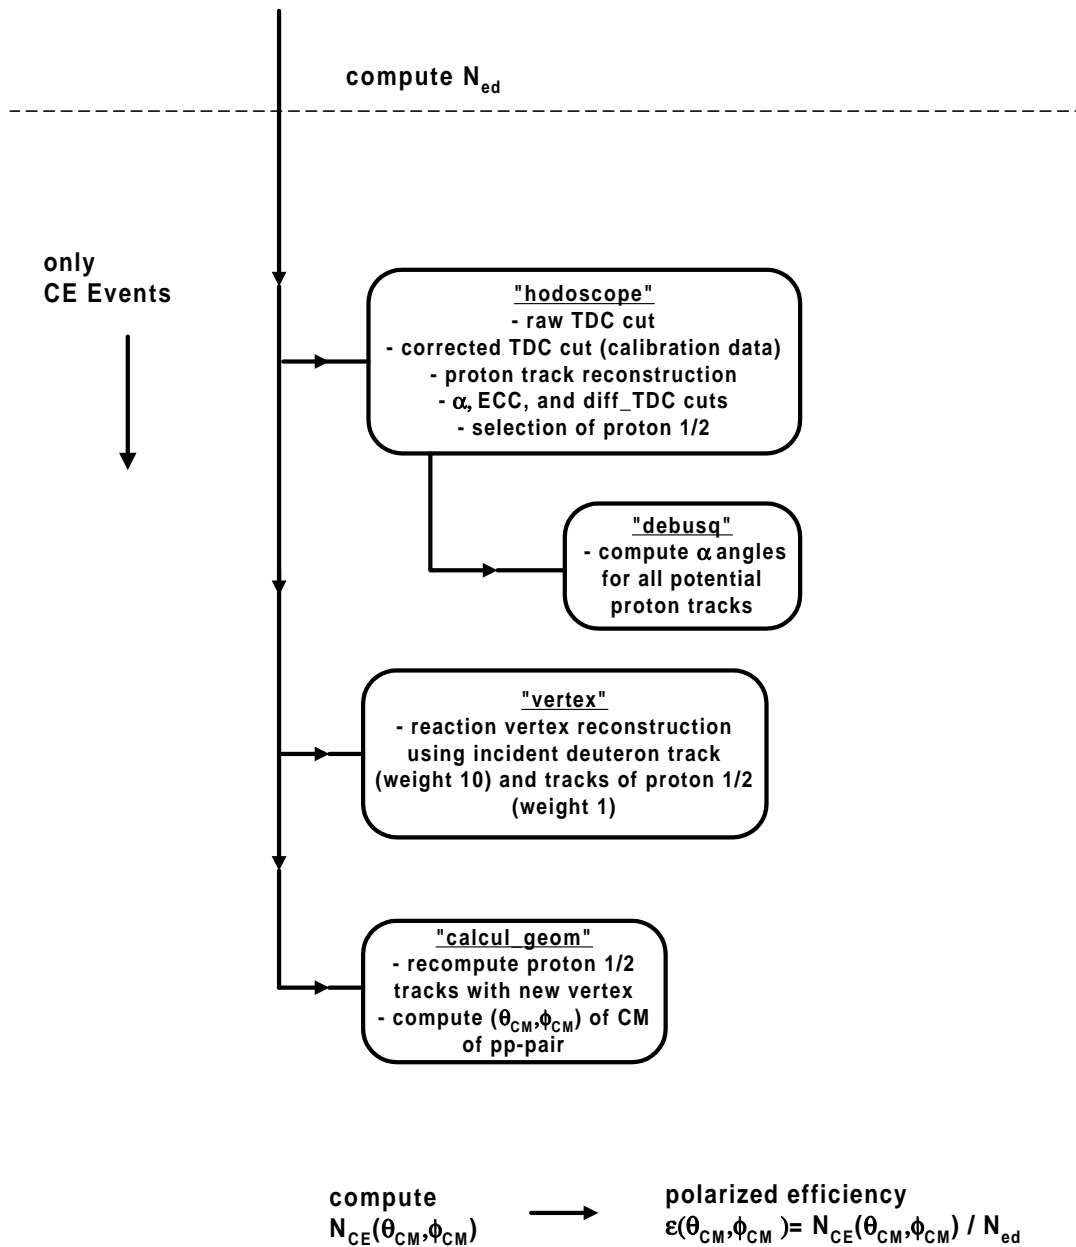 compute N_ed
only
CE Events
"hodoscope"
- raw TDC cut
- corrected TDC cut (calibration data)
- proton track reconstruction
- α, ECC, and diff_TDC cuts
- selection of proton 1/2
"debusq"
- compute α angles
for all potential
proton tracks
"vertex"
- reaction vertex reconstruction
using incident deuteron track
(weight 10) and tracks of proton 1/2
(weight 1)
"calcul_geom"
- recompute proton 1/2
tracks with new vertex
- compute (θ_CM,ϕ_CM) of CM
of pp-pair
compute
N_CE(θ_CM,ϕ_CM)
polarized efficiency
ε(θ_CM,ϕ_CM )= N_CE(θ_CM,ϕ_CM) / N_ed